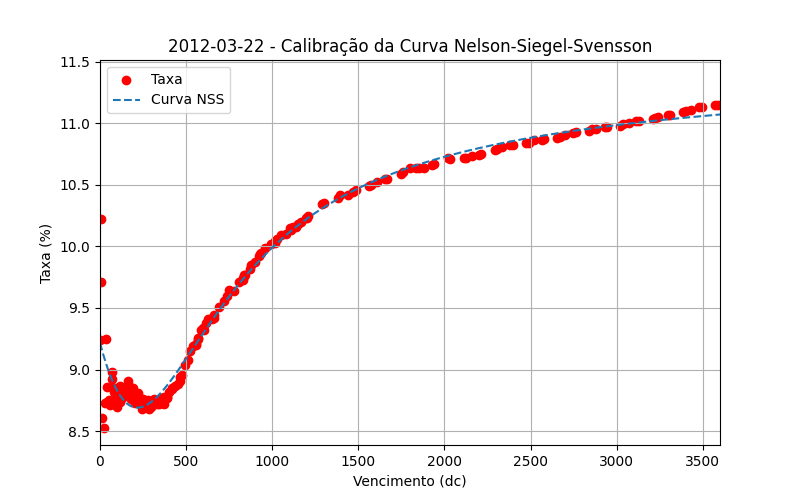 2012-03-22 - Calibração da Curva Nelson-Siegel-Svensson
Taxa
Curva NSS
Taxa (%)
11.5
11.0
10.5
10.0
9.5
9.0
8.5
0 500 1000 1500 2000 2500 3000 3500
Vencimento (dc)